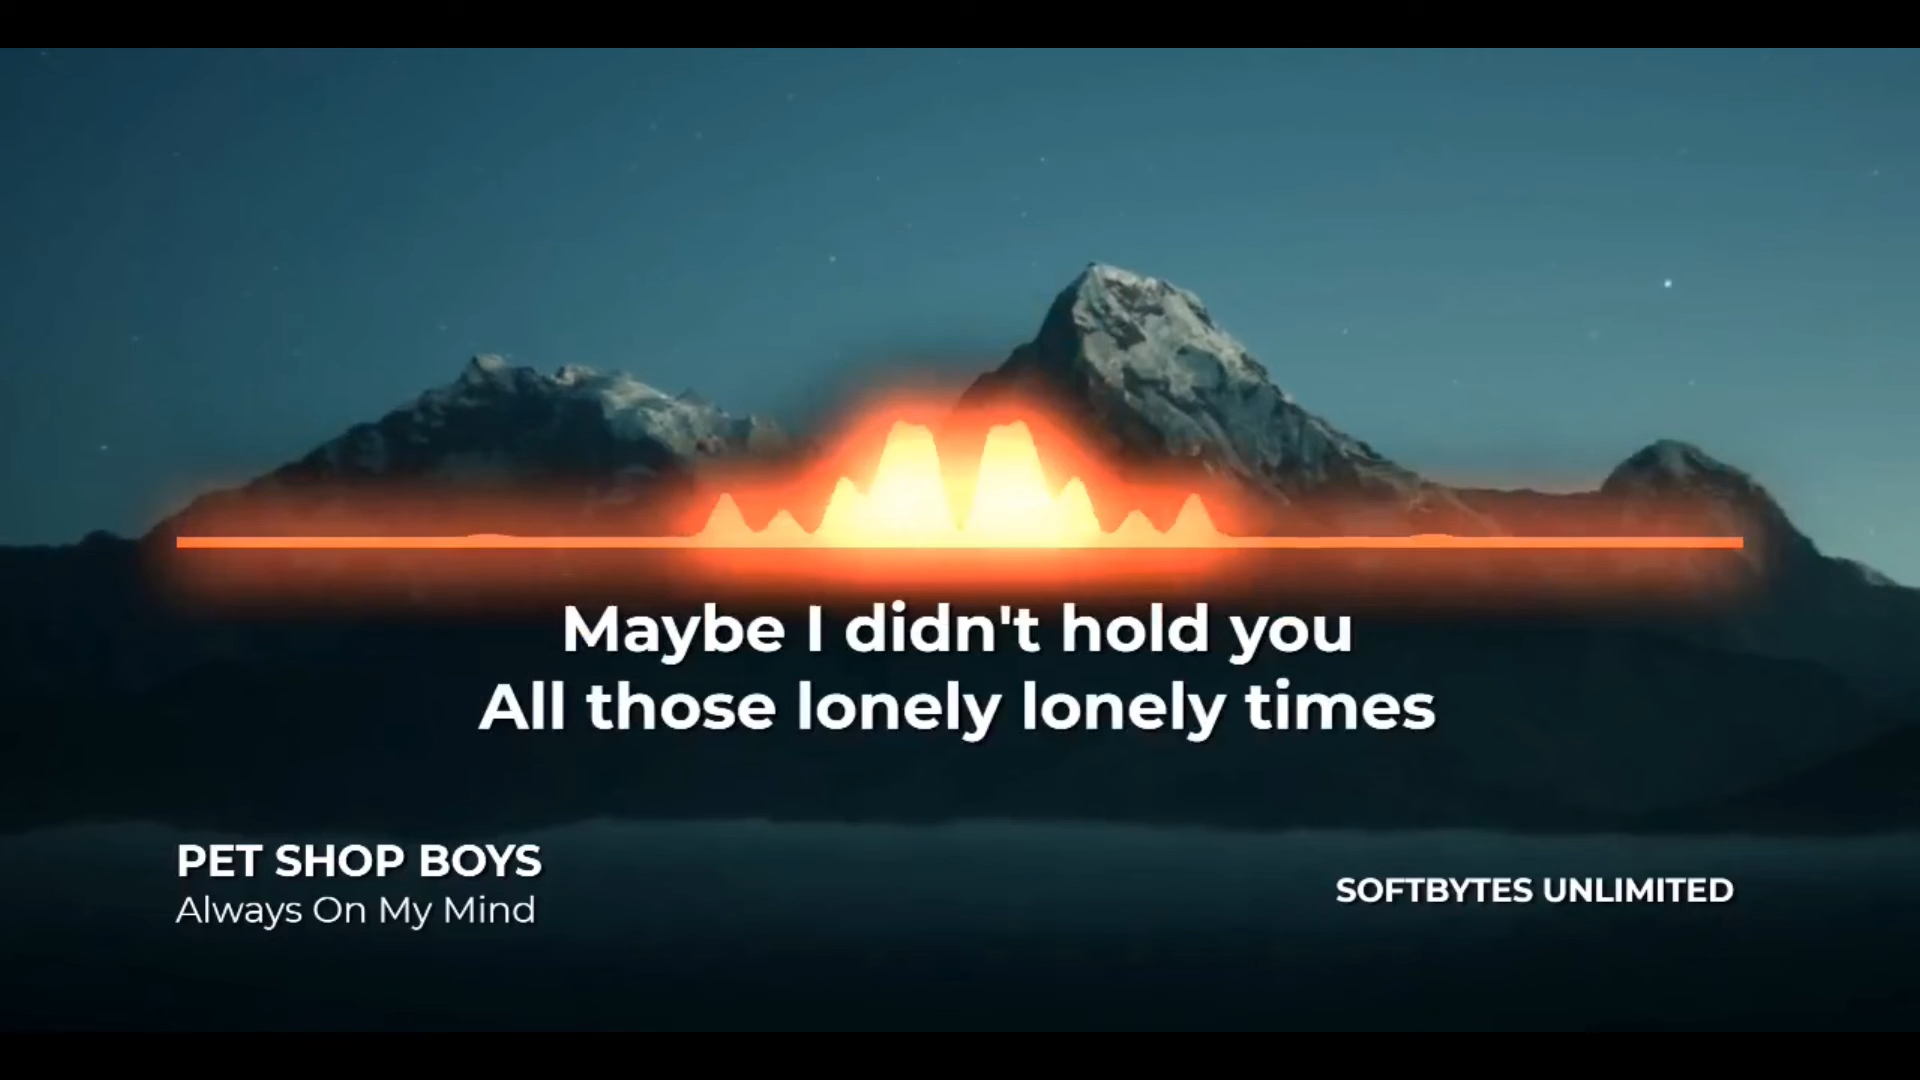 Maybe I didn't hold you
All those lonely lonely times
PET SHOP BOYS
Always On My Mind
SOFTBYTES UNLIMITED